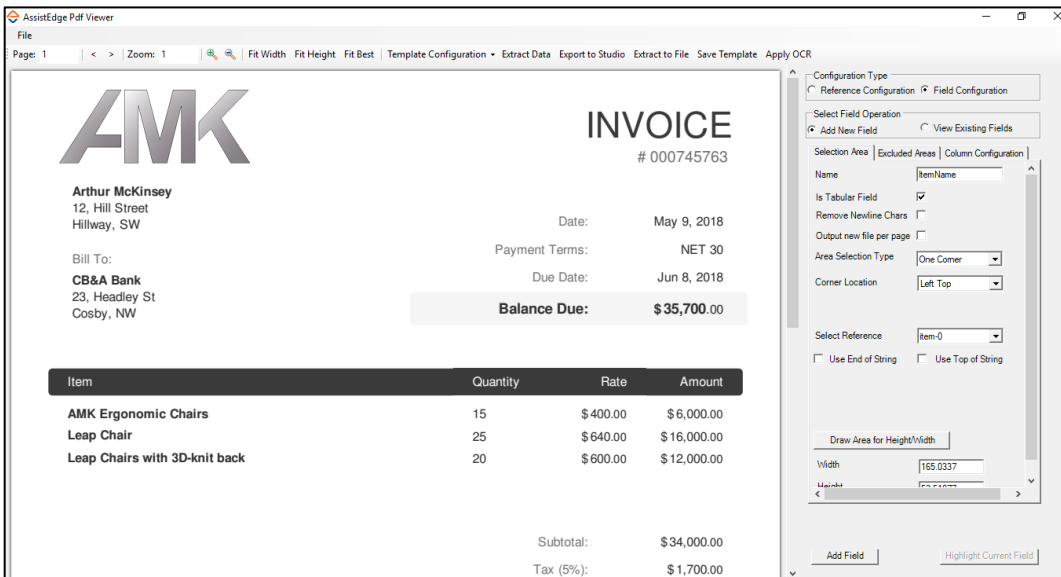 AssistEdge Pdf Viewer
File
Page: 1 < > Zoom: 1 Fit Width Fit Height Fit Best Template Configuration Extract Data Export to Studio Extract to File Save Template Apply OCR
AMK
INVOICE
# 000745763
Arthur McKinsey
12, Hill Street
Hillway, SW
Date: May 9, 2018
Payment Terms: NET 30
Bill To:
Due Date: Jun 8, 2018
CB&A Bank
23, Headley St
Cosby, NW
Balance Due: $35,700.00
Item Quantity Rate Amount
AMK Ergonomic Chairs 15 $400.00 $6,000.00
Leap Chair 25 $640.00 $16,000.00
Leap Chairs with 3D-knit back 20 $600.00 $12,000.00
Subtotal: $34,000.00
Tax (5%): $1,700.00
Configuration Type
Reference Configuration Field Configuration
Select Field Operation
Add New Field View Existing Fields
Selection Area Excluded Areas Column Configuration
Name ItemName
Is Tabular Field
Remove Newline Chars
Output new file per page
Area Selection Type One Corner
Corner Location Left Top
Select Reference item-0
Use End of String Use Top of String
Draw Area for Height/Width
Width 165.0337
Height
Add Field Highlight Current Field